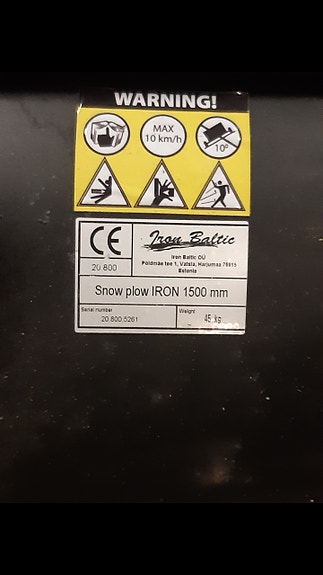 WARNING!
MAX
10 km/h
10°
CE
20 800
Iron Baltic
Iron Baltic OÜ
Põldmäe tee 1, Vatsla, Harjumaa 76915
Estonia
Snow plow IRON 1500 mm
Serial number
20.800.5261
Weight
45 kg